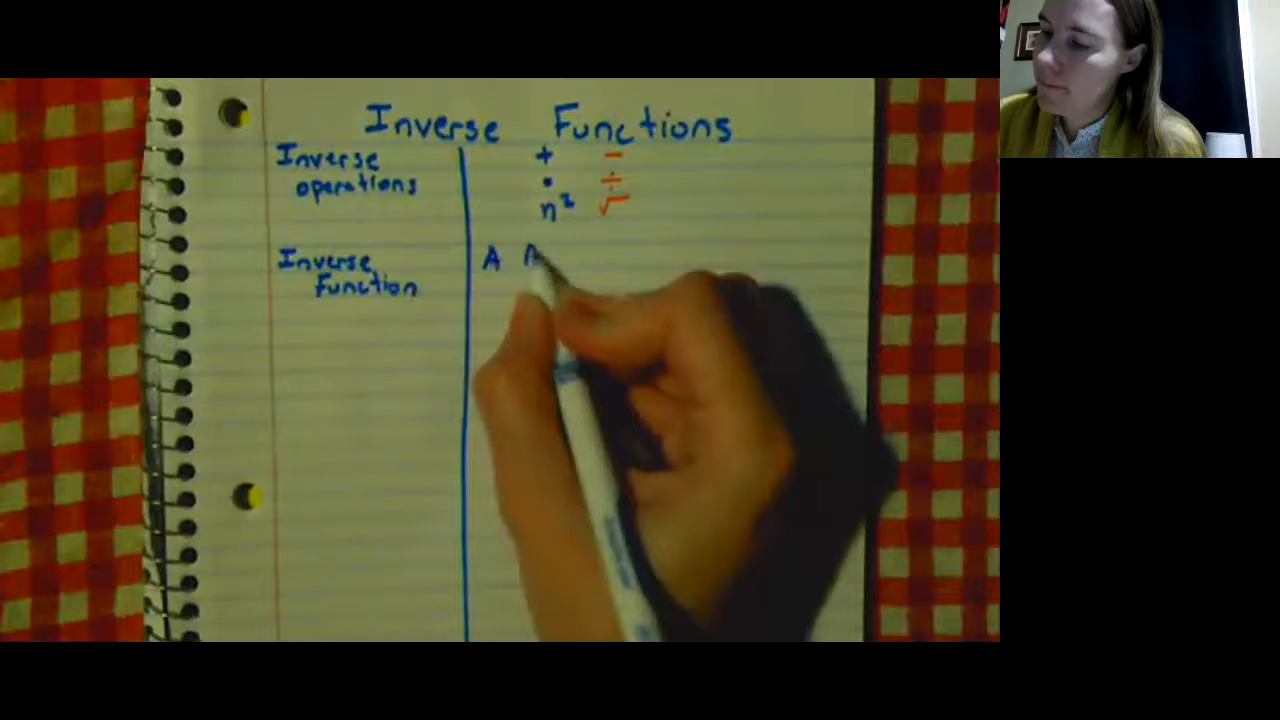 Inverse Functions
Inverse
operations
+ −
• ÷
n² √
Inverse
Function
A